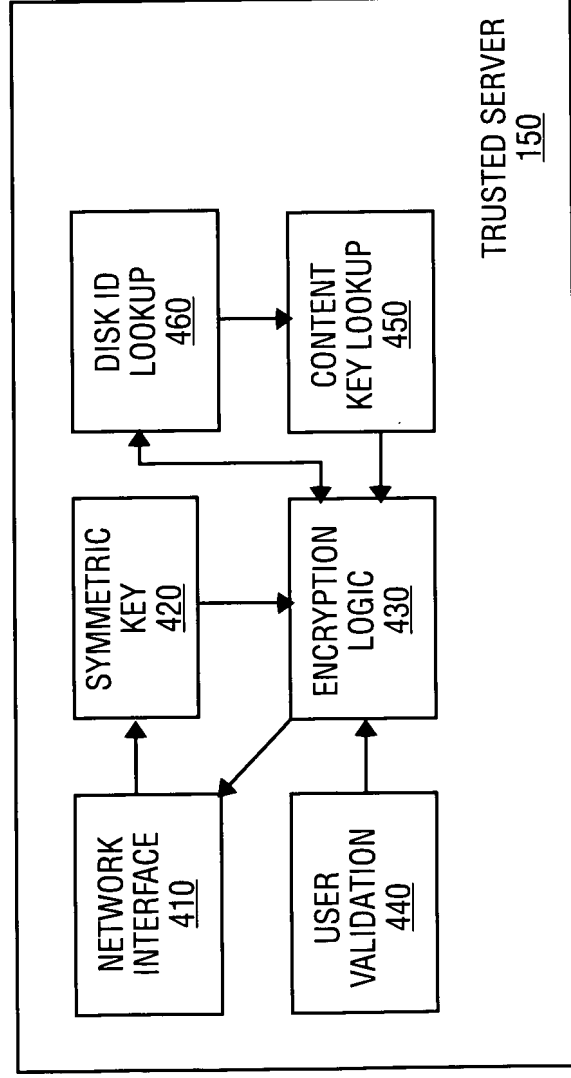 NETWORK
INTERFACE
410
SYMMETRIC
KEY
420
DISK ID
LOOKUP
460
USER
VALIDATION
440
ENCRYPTION
LOGIC
430
CONTENT
KEY LOOKUP
450
TRUSTED SERVER
150